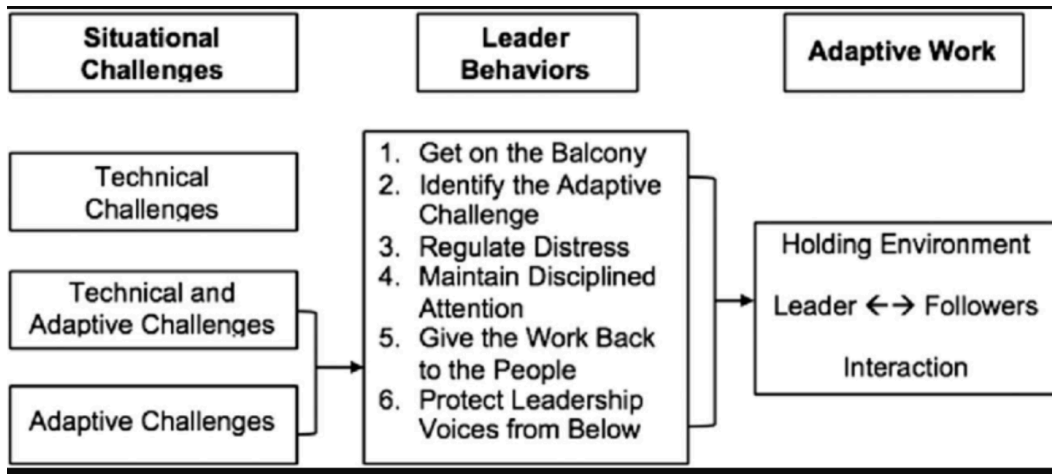 Situational
Challenges
Leader
Behaviors
Adaptive Work
Technical
Challenges
Technical and
Adaptive Challenges
Adaptive Challenges
1. Get on the Balcony
2. Identify the Adaptive
Challenge
3. Regulate Distress
4. Maintain Disciplined
Attention
5. Give the Work Back
to the People
6. Protect Leadership
Voices from Below
Holding Environment
Leader ←→ Followers
Interaction